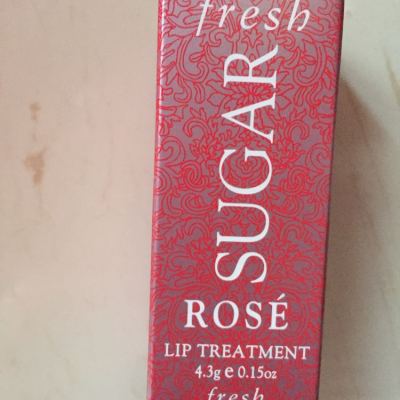 fresh
SUGAR
ROSÉ
LIP TREATMENT
4.3g e 0.15oz
fresh